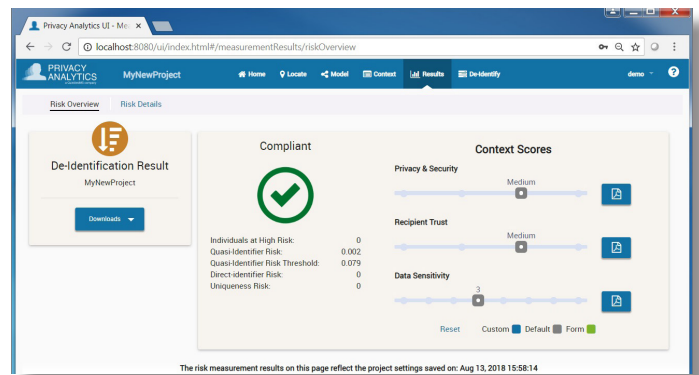 Privacy Analytics UI - Me
localhost:8080/ui/index.html#/measurementResults/riskOverview
PRIVACY
ANALYTICS
MyNewProject
Home
Locate
Model
Context
Results
De-Identify
demo
?
Risk Overview
Risk Details
De-Identification Result
MyNewProject
Downloads
Compliant
Individuals at High Risk: 0
Quasi-Identifier Risk: 0.002
Quasi-Identifier Risk Threshold: 0.079
Direct-identifier Risk: 0
Uniqueness Risk: 0
Context Scores
Privacy & Security
Medium
Recipient Trust
Medium
Data Sensitivity
3
Reset Custom Default Form
The risk measurement results on this page reflect the project settings saved on: Aug 13, 2018 15:58:14